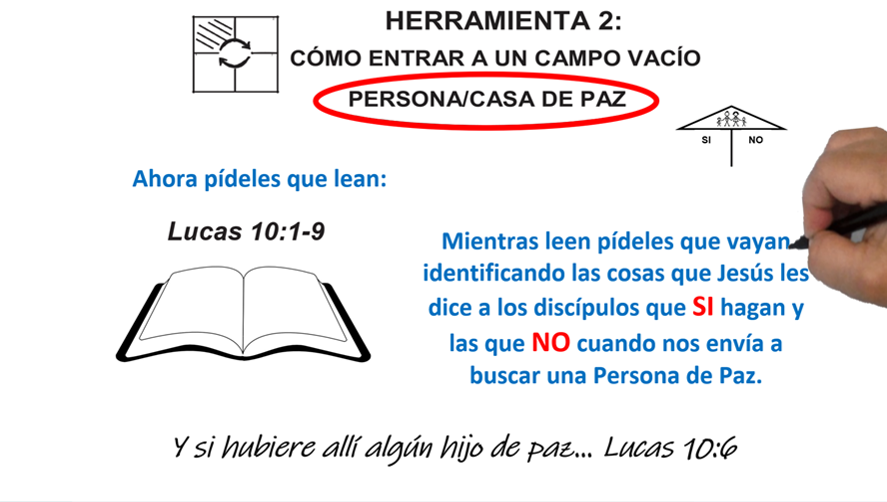 HERRAMIENTA 2:
CÓMO ENTRAR A UN CAMPO VACÍO
PERSONA/CASA DE PAZ
SI NO
Ahora pídeles que lean:
Lucas 10:1-9
Mientras leen pídeles que vayan
identificando las cosas que Jesús les
dice a los discípulos que SI hagan y
las que NO cuando nos envía a
buscar una Persona de Paz.
Y si hubiere allí algún hijo de paz... Lucas 10:6